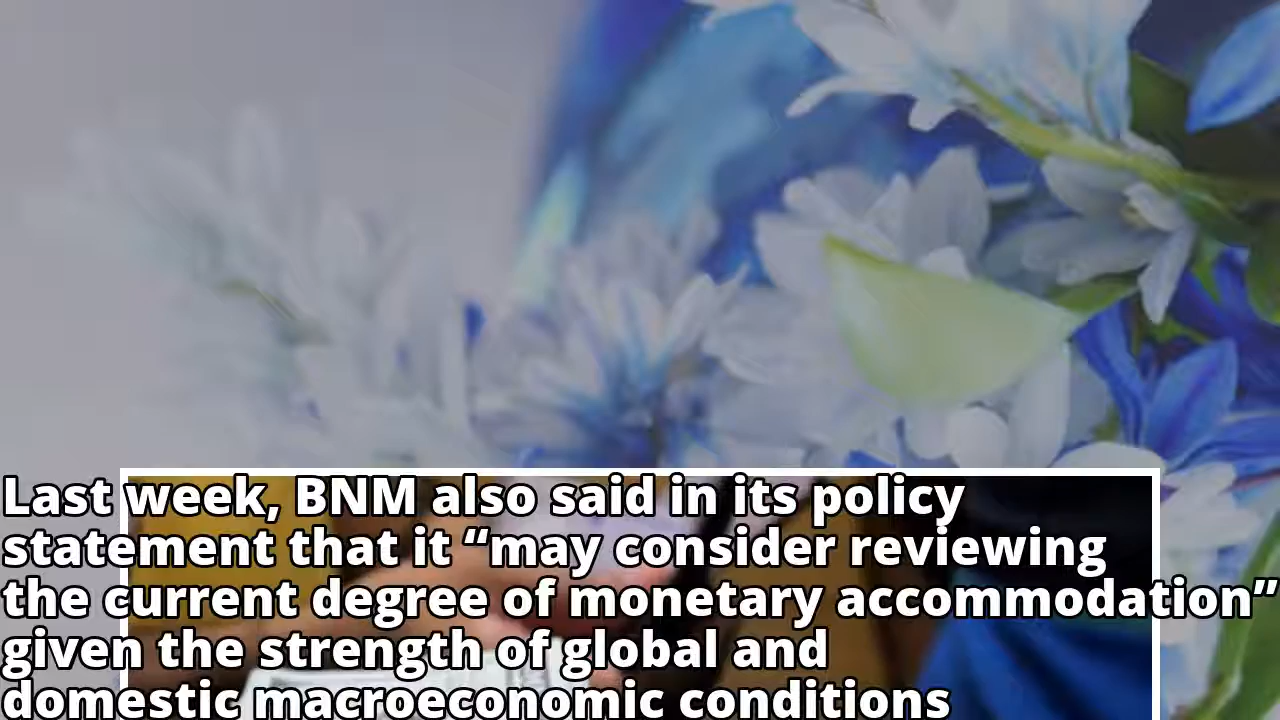 Last week, BNM also said in its policy
statement that it “may consider reviewing
the current degree of monetary accommodation”
given the strength of global and
domestic macroeconomic conditions